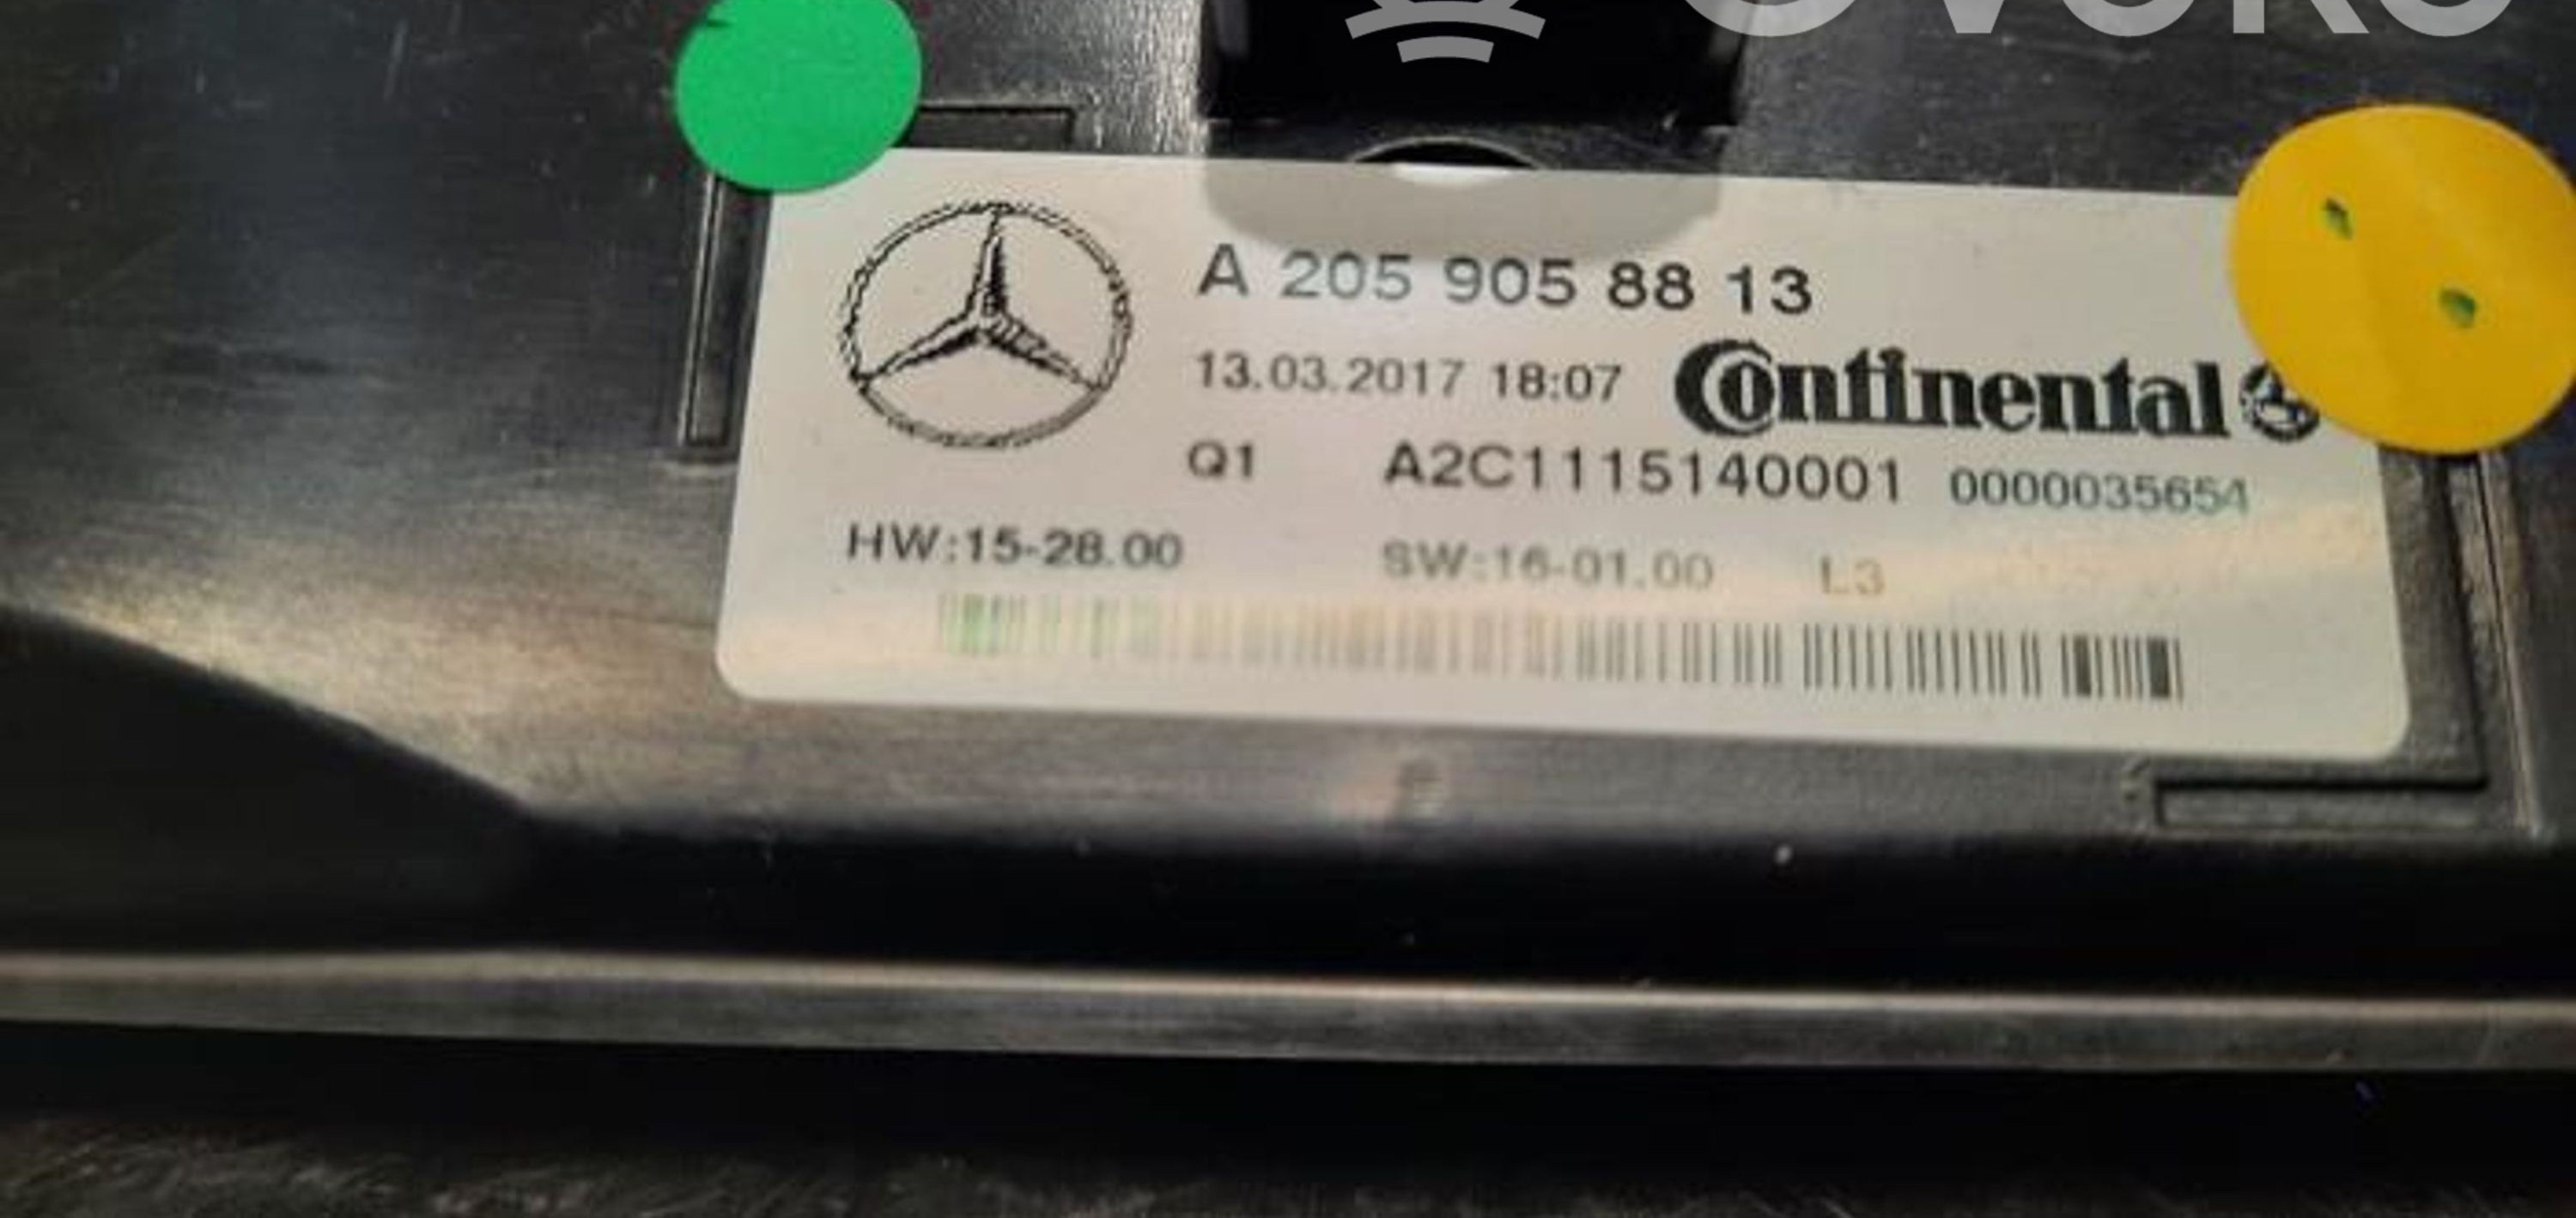 OVOKO
A 205 905 88 13
13.03.2017 18:07 Continental
Q1 A2C1115140001 0000035654
HW:15-28.00 SW:16-01.00 L3